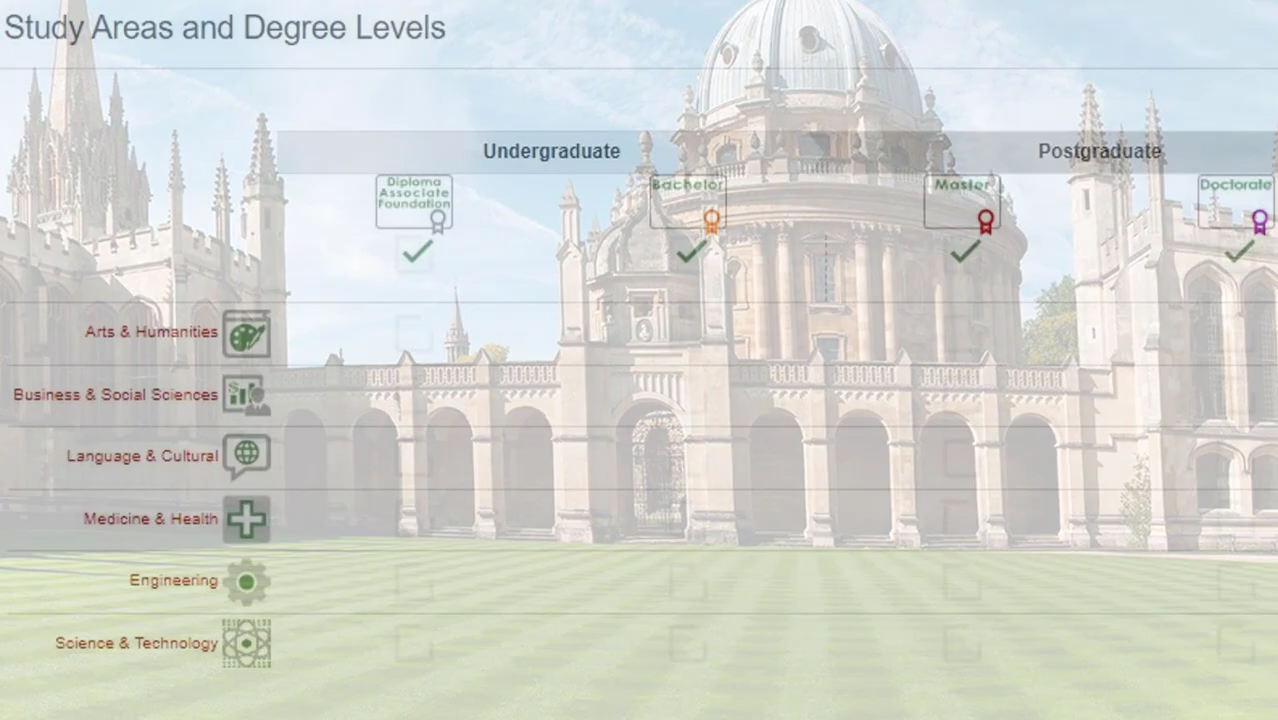 Study Areas and Degree Levels
Undergraduate
Postgraduate
Diploma
Associate
Foundation
Bachelor
Master
Doctorate
Arts & Humanities
Business & Social Sciences
Language & Cultural
Medicine & Health
Engineering
Science & Technology